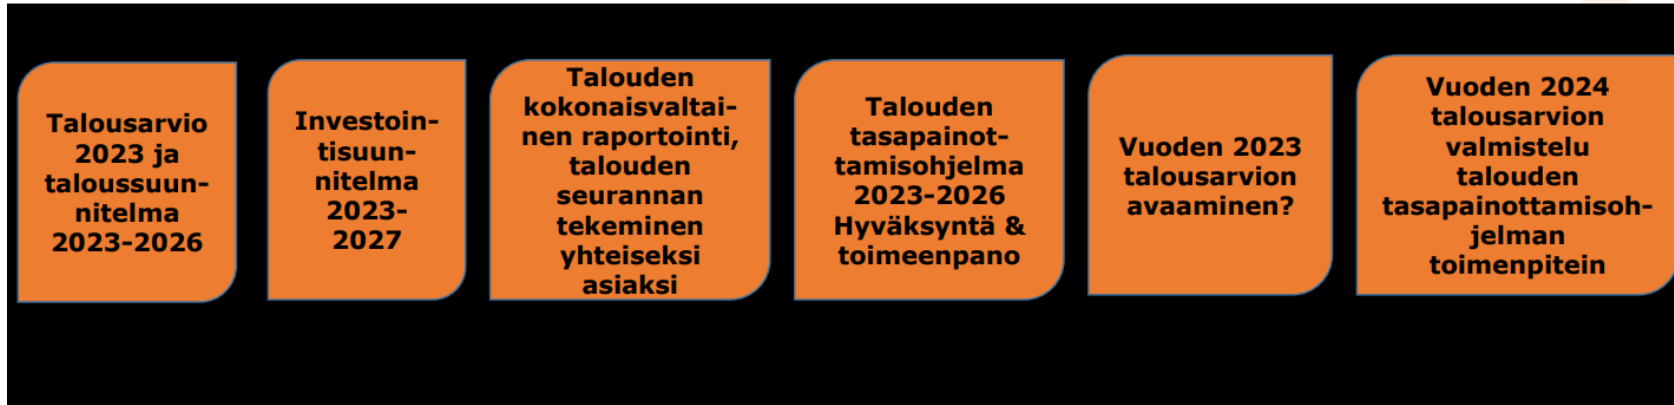 Talousarvio
2023 ja
taloussuun-
nitelma
2023-2026
Investoin-
tisuun-
nitelma
2023-
2027
Talouden
kokonaisvaltai-
nen raportointi,
talouden
seurannan
tekeminen
yhteiseksi
asiaksi
Talouden
tasapainot-
tamisohjelma
2023-2026
Hyväksyntä &
toimeenpano
Vuoden 2023
talousarvion
avaaminen?
Vuoden 2024
talousarvion
valmistelu
talouden
tasapainottamisoh-
jelman
toimenpitein